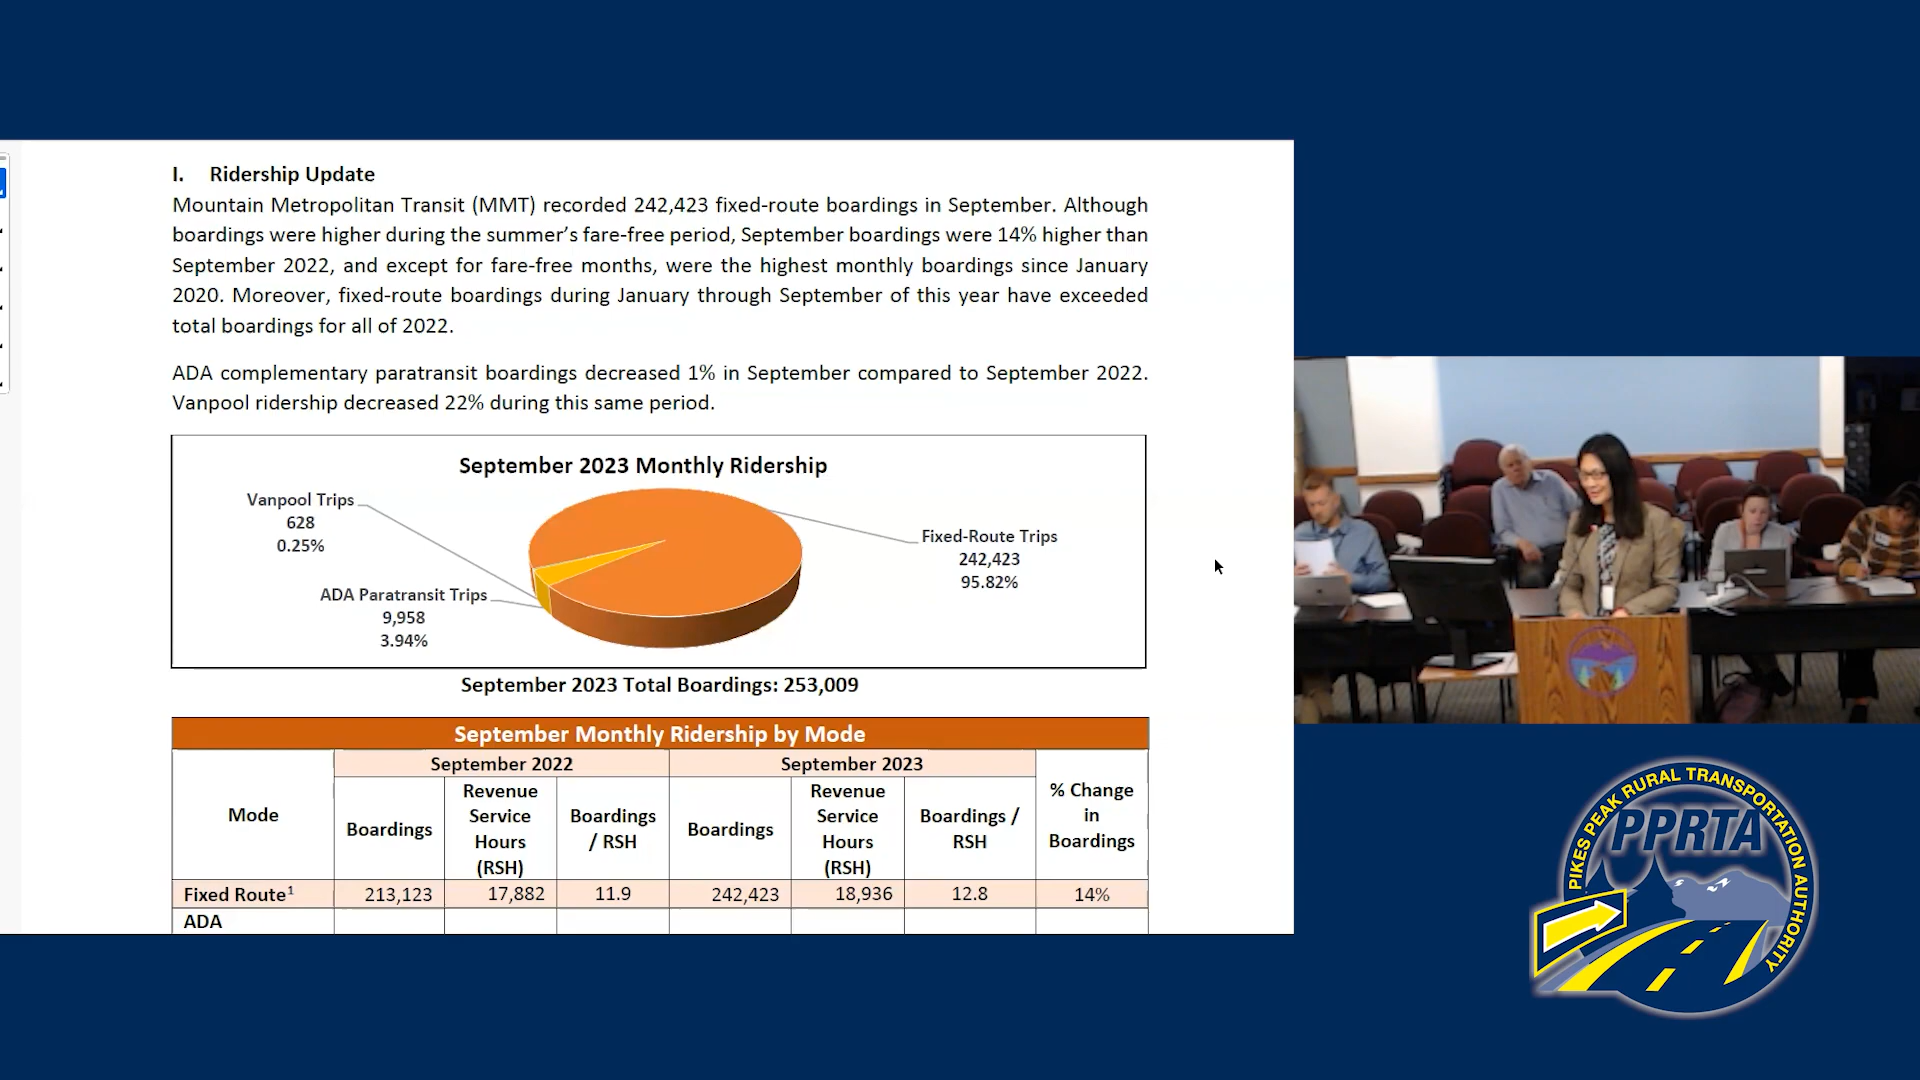 I. Ridership Update
Mountain Metropolitan Transit (MMT) recorded 242,423 fixed-route boardings in September. Although
boardings were higher during the summer’s fare-free period, September boardings were 14% higher than
September 2022, and except for fare-free months, were the highest monthly boardings since January
2020. Moreover, fixed-route boardings during January through September of this year have exceeded
total boardings for all of 2022.
ADA complementary paratransit boardings decreased 1% in September compared to September 2022.
Vanpool ridership decreased 22% during this same period.
September 2023 Monthly Ridership
Vanpool Trips
628
0.25%
ADA Paratransit Trips
9,958
3.94%
Fixed-Route Trips
242,423
95.82%
September 2023 Total Boardings: 253,009
September Monthly Ridership by Mode
September 2022 September 2023
Mode
Boardings
Revenue
Service
Hours
(RSH)
Boardings
/ RSH
Boardings
Revenue
Service
Hours
(RSH)
Boardings /
RSH
% Change
in
Boardings
Fixed Route¹ 213,123 17,882 11.9 242,423 18,936 12.8 14%
ADA
PIKES PEAK RURAL TRANSPORTATION AUTHORITY
PPRTA